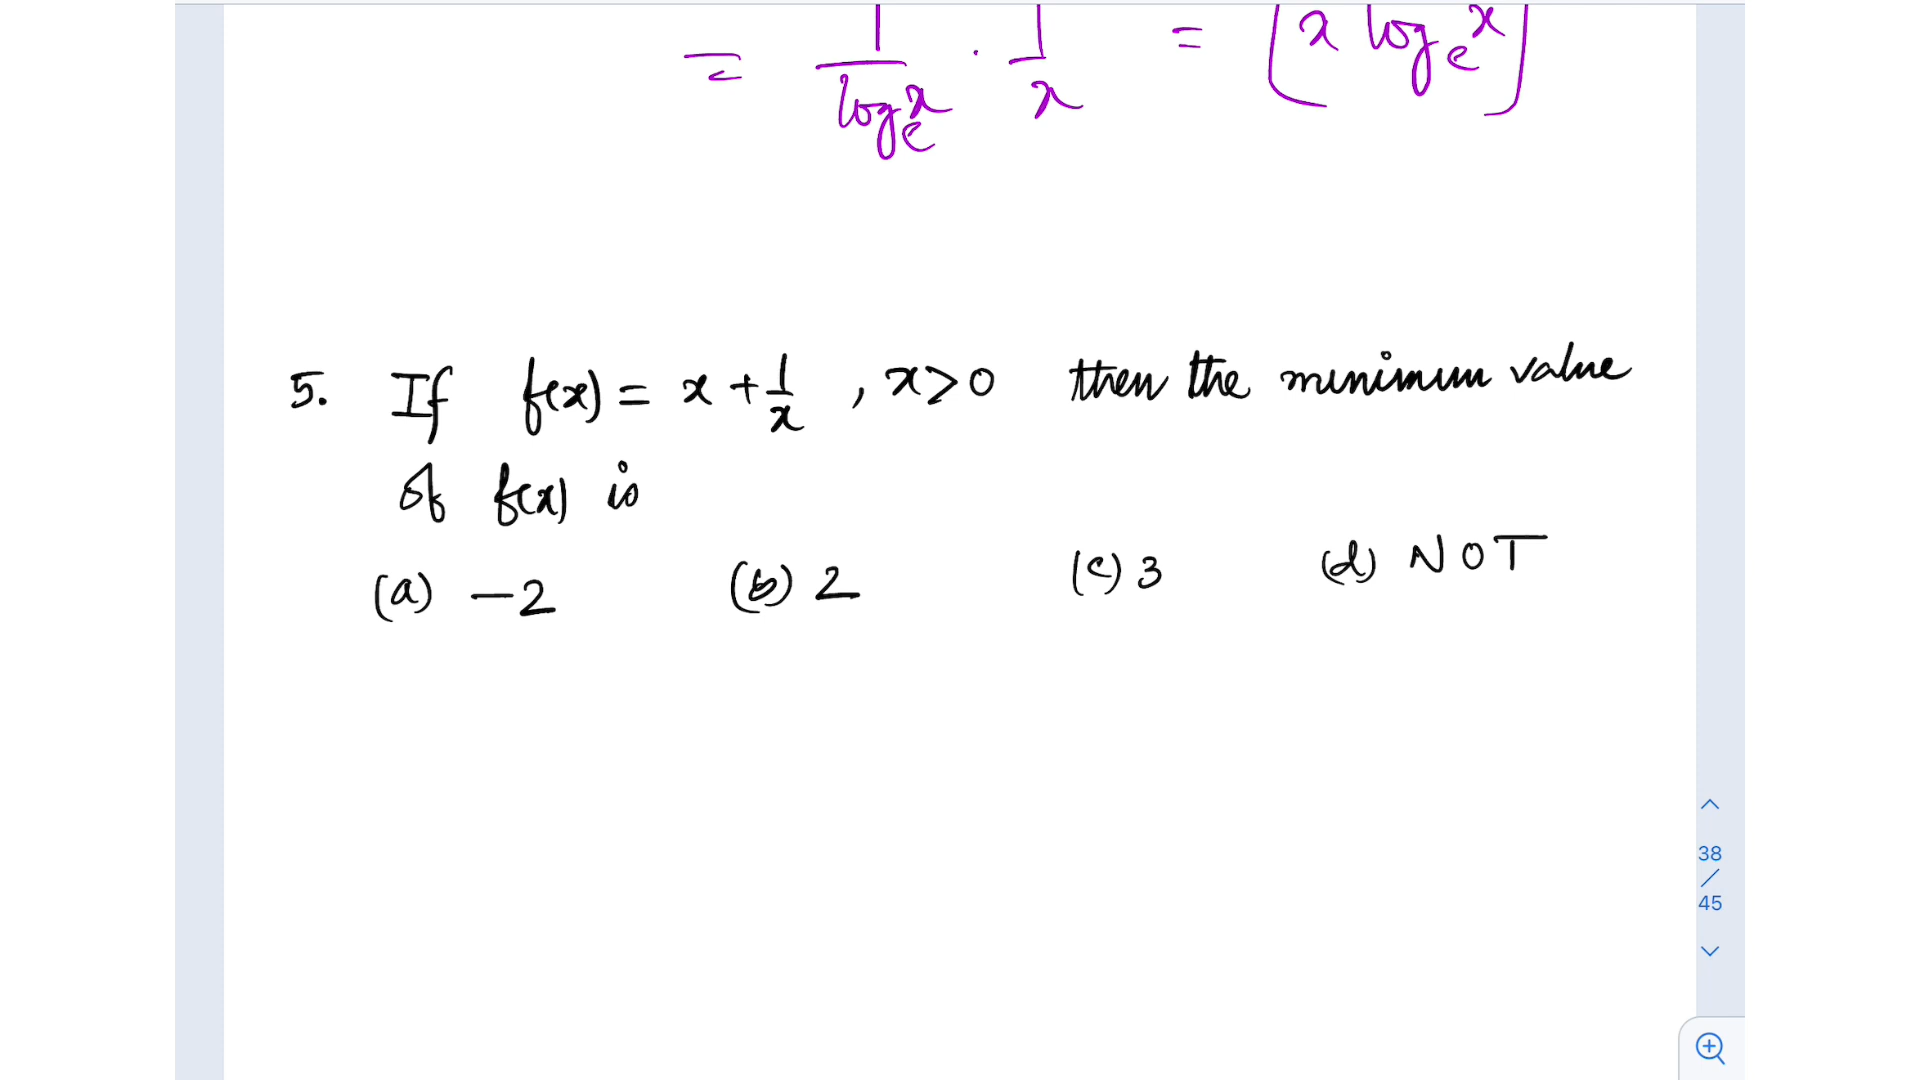 = 1/logₑx · 1/x = [x logₑx]
5. If f(x) = x + 1/x , x>0 then the minimum value
of f(x) is
(a) -2 (b) 2 (c) 3 (d) NOT
38
/
45